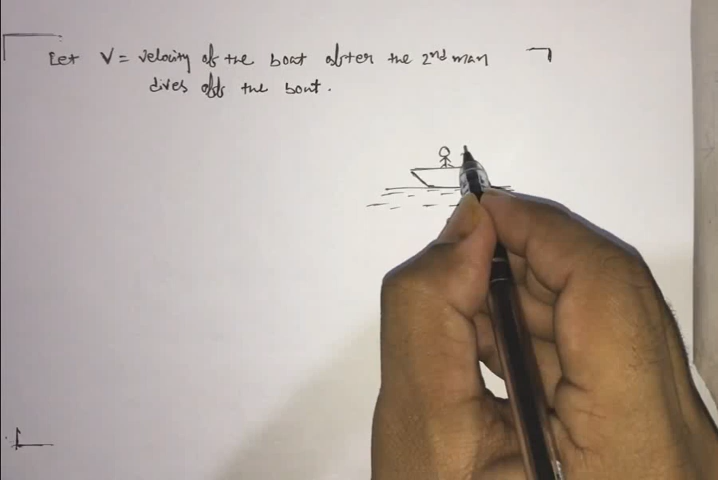 Let V = velocity of the boat after the 2nd man
dives off the boat.